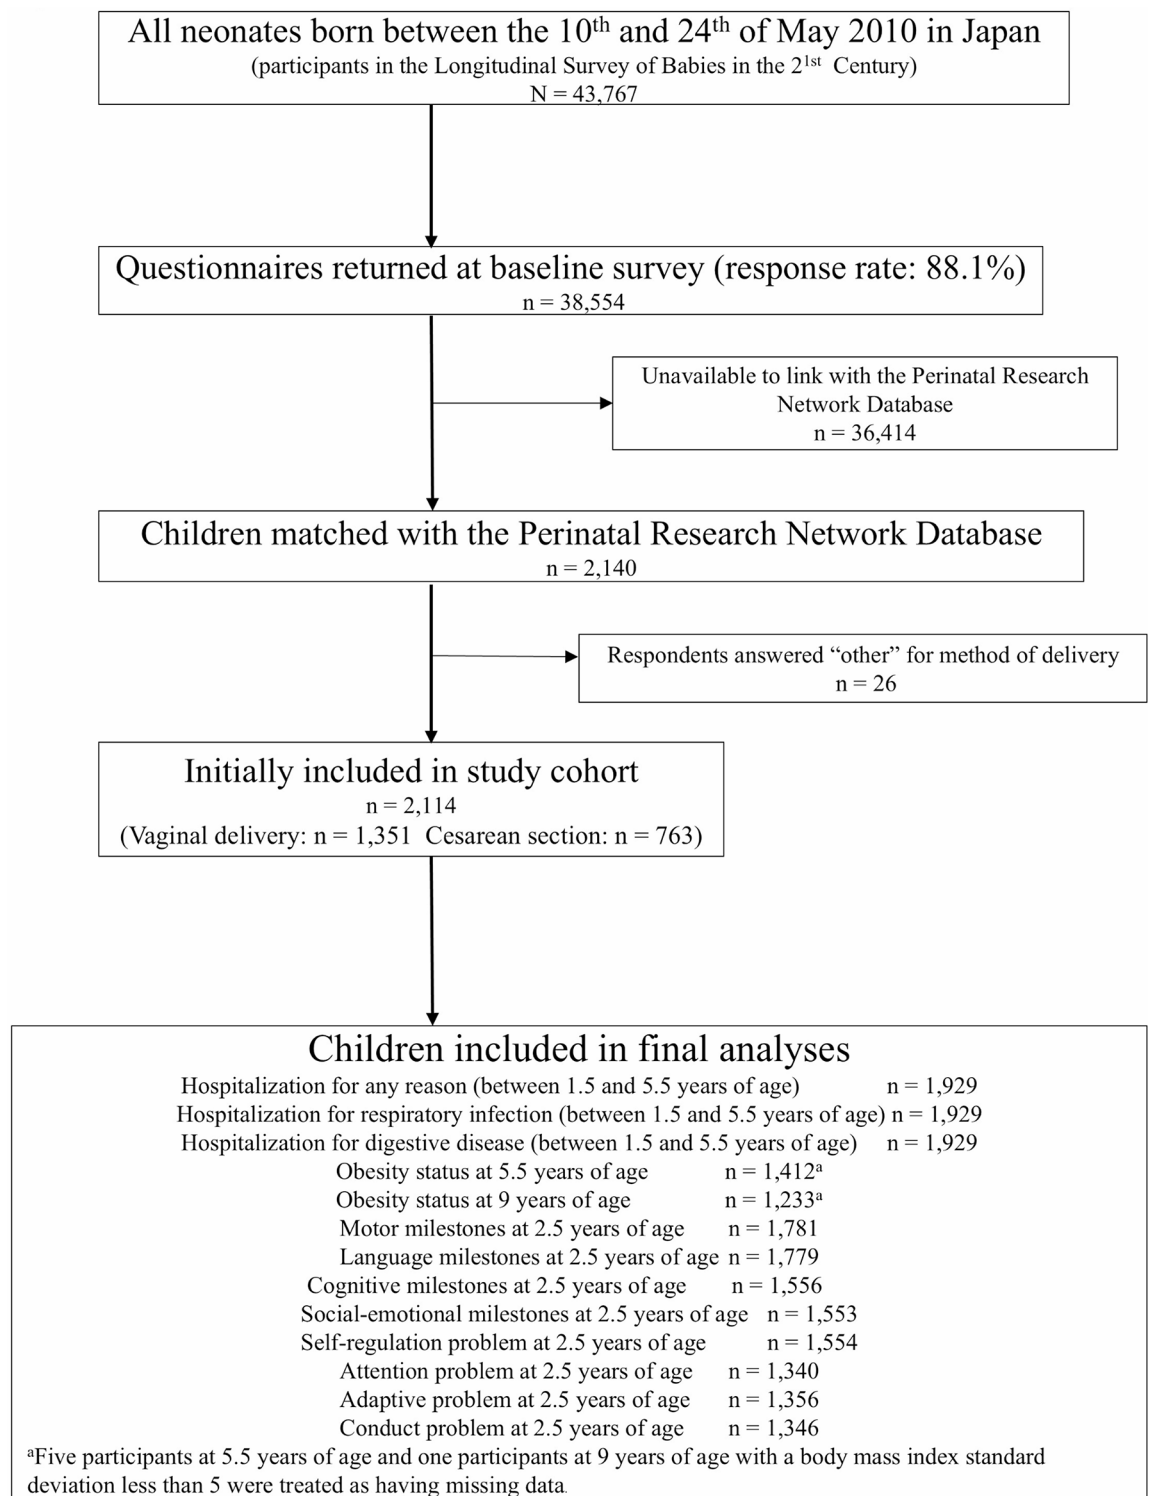 All neonates born between the 10th and 24th of May 2010 in Japan
(participants in the Longitudinal Survey of Babies in the 21st Century)
N = 43,767
Questionnaires returned at baseline survey (response rate: 88.1%)
n = 38,554
Unavailable to link with the Perinatal Research
Network Database
n = 36,414
Children matched with the Perinatal Research Network Database
n = 2,140
Respondents answered “other” for method of delivery
n = 26
Initially included in study cohort
n = 2,114
(Vaginal delivery: n = 1,351 Cesarean section: n = 763)
Children included in final analyses
Hospitalization for any reason (between 1.5 and 5.5 years of age) n = 1,929
Hospitalization for respiratory infection (between 1.5 and 5.5 years of age) n = 1,929
Hospitalization for digestive disease (between 1.5 and 5.5 years of age) n = 1,929
Obesity status at 5.5 years of age n = 1,412a
Obesity status at 9 years of age n = 1,233a
Motor milestones at 2.5 years of age n = 1,781
Language milestones at 2.5 years of age n = 1,779
Cognitive milestones at 2.5 years of age n = 1,556
Social-emotional milestones at 2.5 years of age n = 1,553
Self-regulation problem at 2.5 years of age n = 1,554
Attention problem at 2.5 years of age n = 1,340
Adaptive problem at 2.5 years of age n = 1,356
Conduct problem at 2.5 years of age n = 1,346
aFive participants at 5.5 years of age and one participants at 9 years of age with a body mass index standard
deviation less than 5 were treated as having missing data.